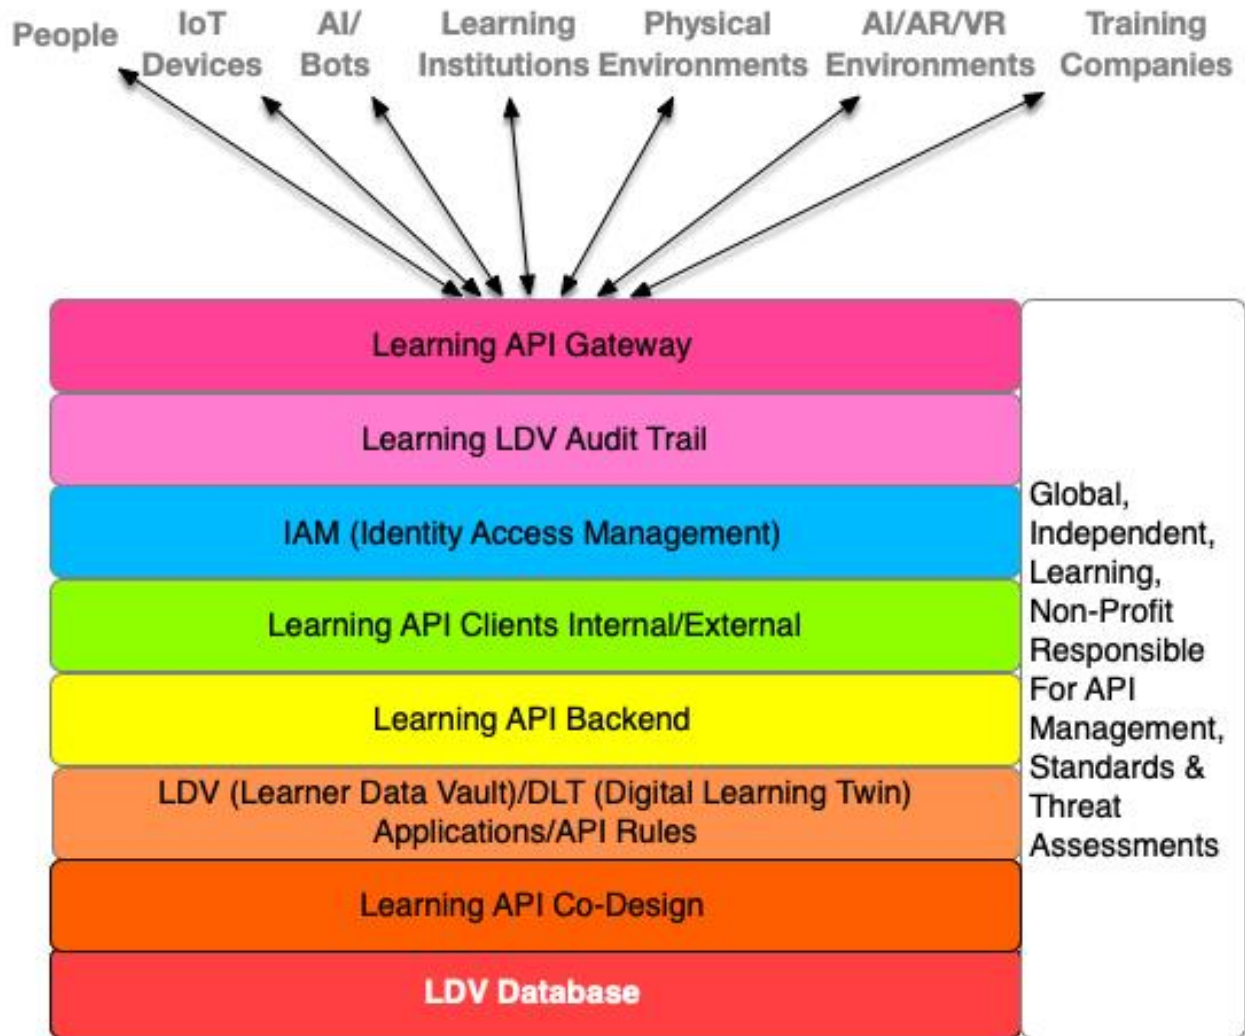 People
IoT
Devices
AI/
Bots
Learning
Institutions
Physical
Environments
AI/AR/VR
Environments
Training
Companies
Learning API Gateway
Learning LDV Audit Trail
IAM (Identity Access Management)
Learning API Clients Internal/External
Learning API Backend
LDV (Learner Data Vault)/DLT (Digital Learning Twin)
Applications/API Rules
Learning API Co-Design
LDV Database
Global,
Independent,
Learning,
Non-Profit
Responsible
For API
Management,
Standards &
Threat
Assessments